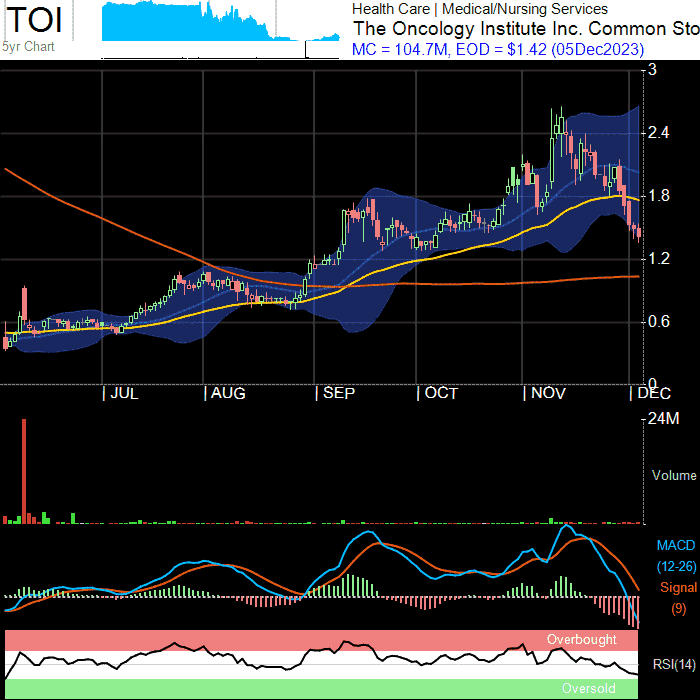 TOI
5yr Chart
Health Care | Medical/Nursing Services
The Oncology Institute Inc. Common Sto
MC = 104.7M, EOD = $1.42 (05Dec2023)
3
2.4
1.8
1.2
0.6
0
JUL AUG SEP OCT NOV DEC
24M
Volume
MACD
(12-26)
Signal
(9)
Overbought
RSI(14)
Oversold